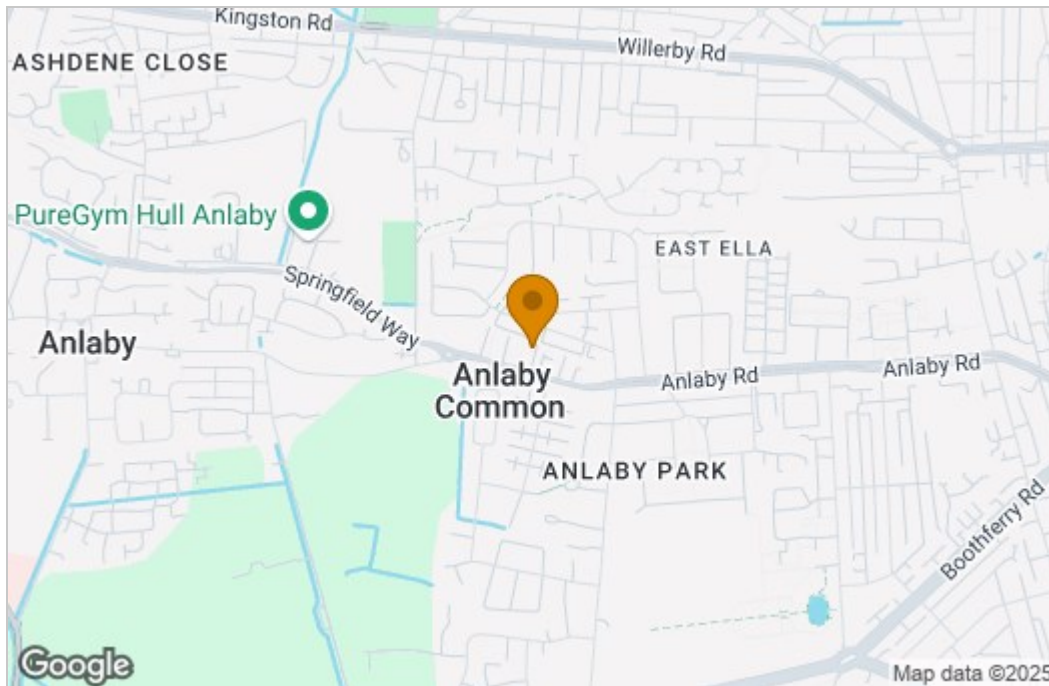 Kingston Rd
Willerby Rd
ASHDENE CLOSE
PureGym Hull Anlaby
EAST ELLA
Springfield Way
Anlaby
Anlaby
Common
Anlaby Rd
Anlaby Rd
ANLABY PARK
Boothferry Rd
Google
Map data ©2025